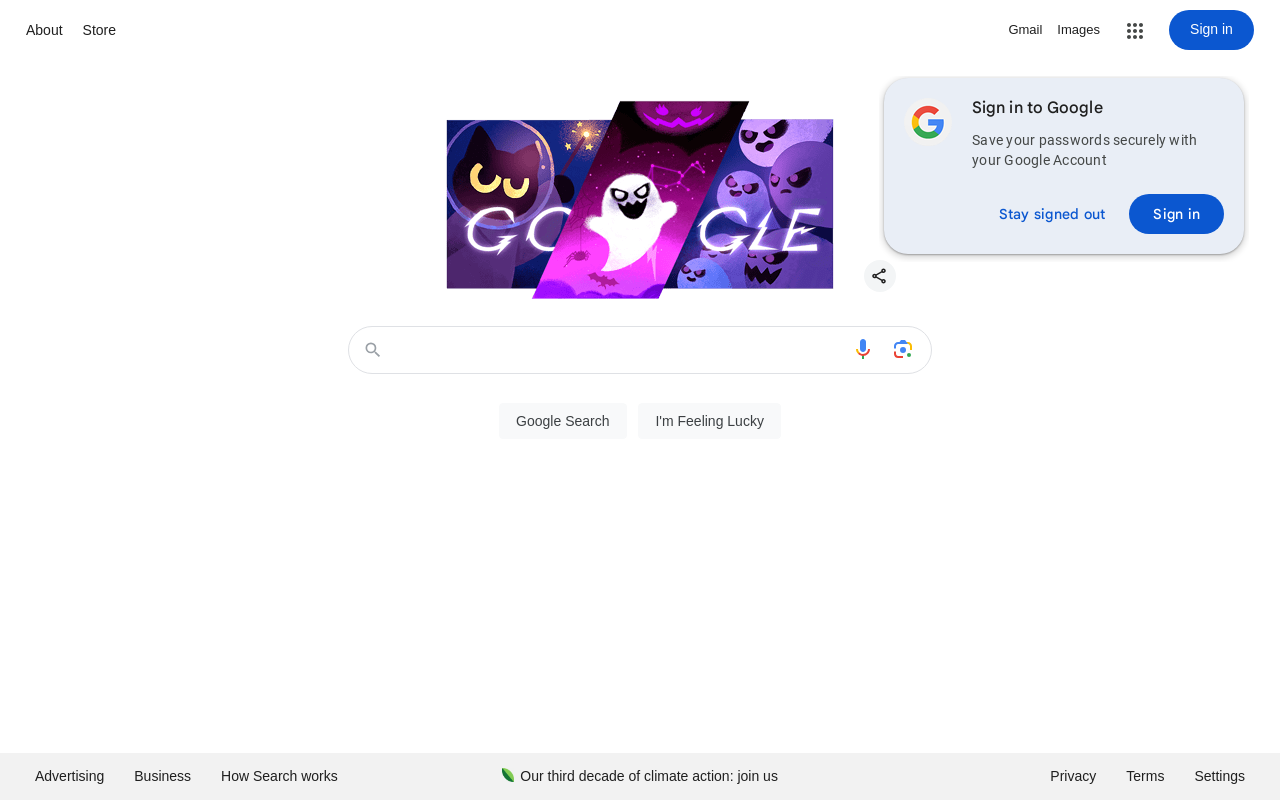 About
Store
Gmail
Images
Sign in
Sign in to Google
Save your passwords securely with
your Google Account
Stay signed out
Sign in
GO GLE
Google Search
I'm Feeling Lucky
Advertising
Business
How Search works
Our third decade of climate action: join us
Privacy
Terms
Settings